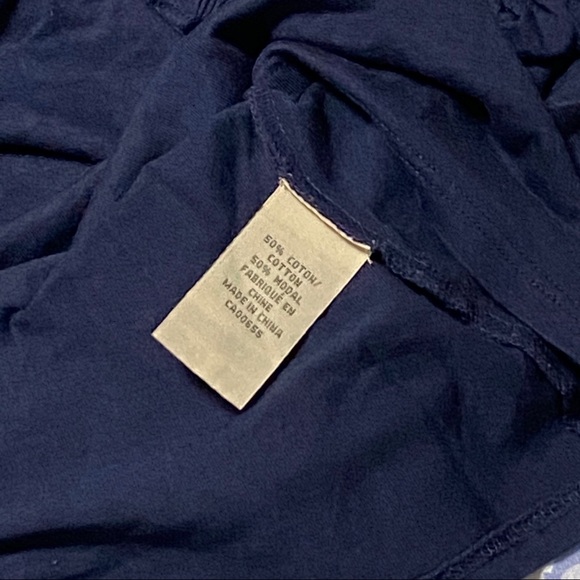 50% COTON/
COTTON
50% MODAL
FABRIQUÉ EN
CHINE
MADE IN CHINA
CA00655